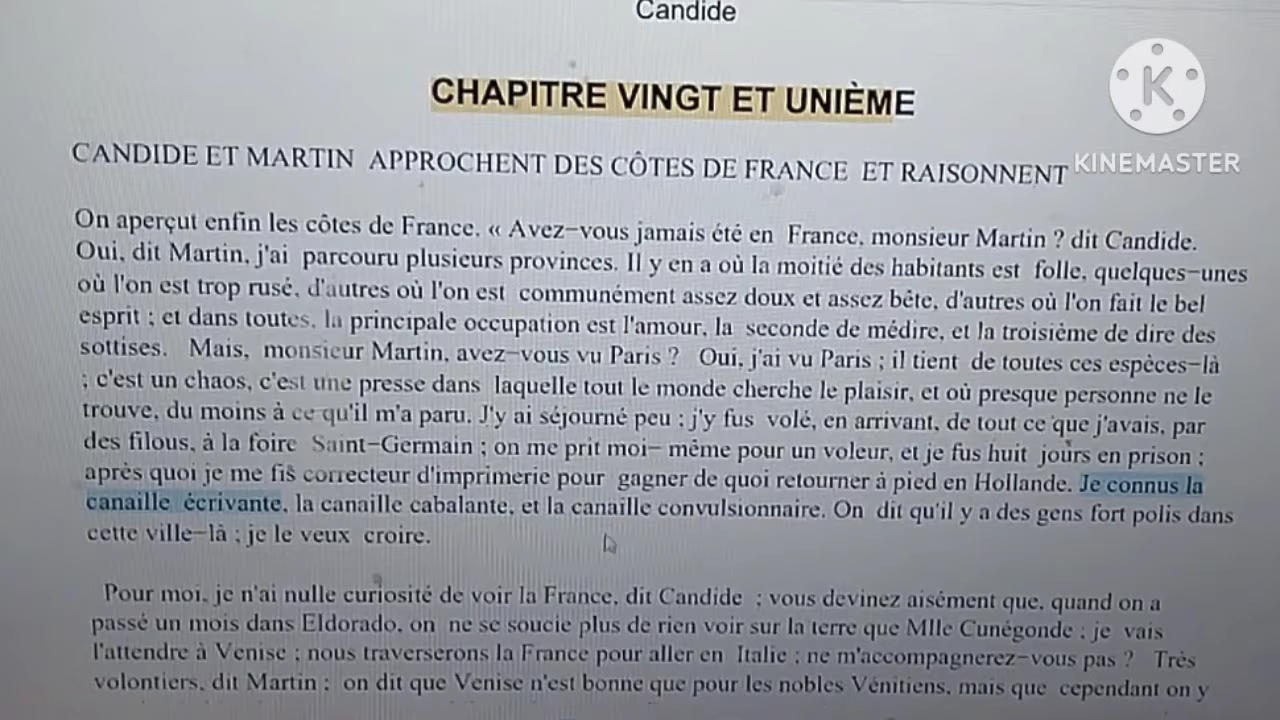 Candide
CHAPITRE VINGT ET UNIÈME
KINEMASTER
CANDIDE ET MARTIN APPROCHENT DES CÔTES DE FRANCE ET RAISONNENT
On aperçut enfin les côtes de France. « Avez-vous jamais été en France, monsieur Martin ? dit Candide.
Oui, dit Martin, j'ai parcouru plusieurs provinces. Il y en a où la moitié des habitants est folle, quelques-unes
où l'on est trop rusé, d'autres où l'on est communément assez doux et assez bête, d'autres où l'on fait le bel
esprit ; et dans toutes, la principale occupation est l'amour, la seconde de médire, et la troisième de dire des
sottises. Mais, monsieur Martin, avez-vous vu Paris ? Oui, j'ai vu Paris ; il tient de toutes ces espèces-là
; c'est un chaos, c'est une presse dans laquelle tout le monde cherche le plaisir, et où presque personne ne le
trouve, du moins à ce qu'il m'a paru. J'y ai séjourné peu ; j'y fus volé, en arrivant, de tout ce que j'avais, par
des filous, à la foire Saint-Germain ; on me prit moi- même pour un voleur, et je fus huit jours en prison ;
après quoi je me fis correcteur d'imprimerie pour gagner de quoi retourner à pied en Hollande. Je connus la
canaille écrivante, la canaille cabalante, et la canaille convulsionnaire. On dit qu'il y a des gens fort polis dans
cette ville-là ; je le veux croire.
Pour moi, je n'ai nulle curiosité de voir la France, dit Candide ; vous devinez aisément que, quand on a
passé un mois dans Eldorado, on ne se soucie plus de rien voir sur la terre que Mlle Cunégonde ; je vais
l'attendre à Venise ; nous traverserons la France pour aller en Italie ; ne m'accompagnerez-vous pas ? Très
volontiers, dit Martin ; on dit que Venise n'est bonne que pour les nobles Vénitiens, mais que cependant on y